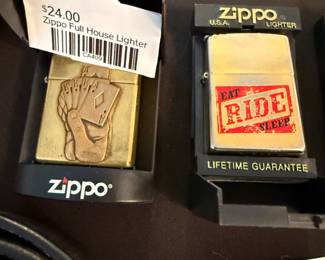 $24.00
Zippo Full House Lighter
zippo
zippo
U.S.A. LIGHTER
EAT
RIDE
SLEEP
LIFETIME GUARANTEE